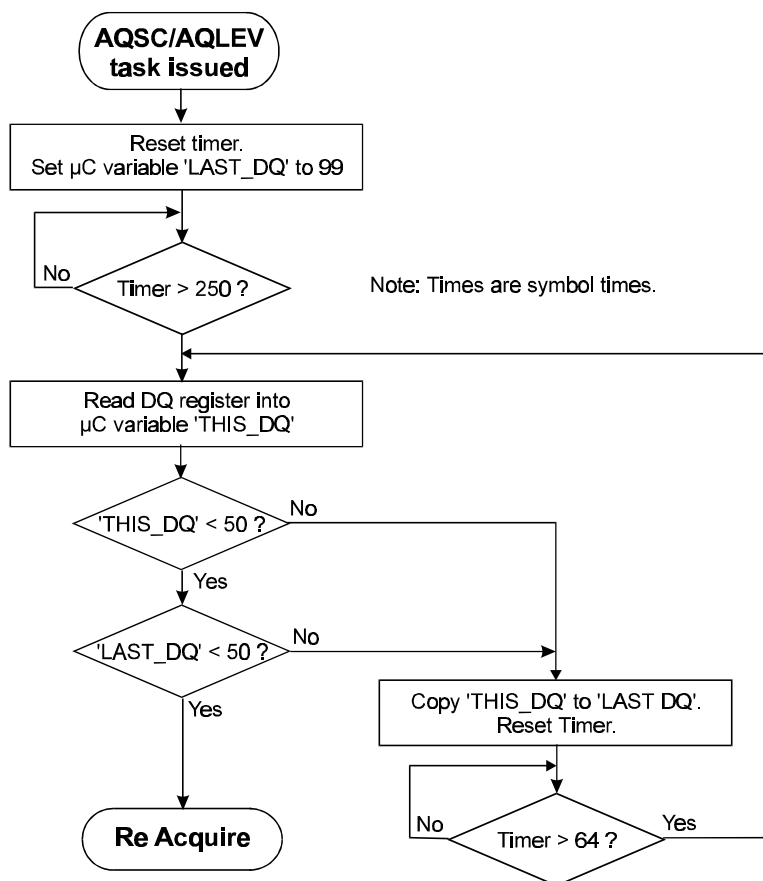 AQSC/AQLEV
task issued
Reset timer.
Set µC variable 'LAST_DQ' to 99
No
Timer > 250 ?
Note: Times are symbol times.
Read DQ register into
µC variable 'THIS_DQ'
'THIS_DQ' < 50 ?
No
Yes
'LAST_DQ' < 50 ?
No
Yes
Copy 'THIS_DQ' to 'LAST DQ'.
Reset Timer.
Re Acquire
No
Timer > 64 ?
Yes